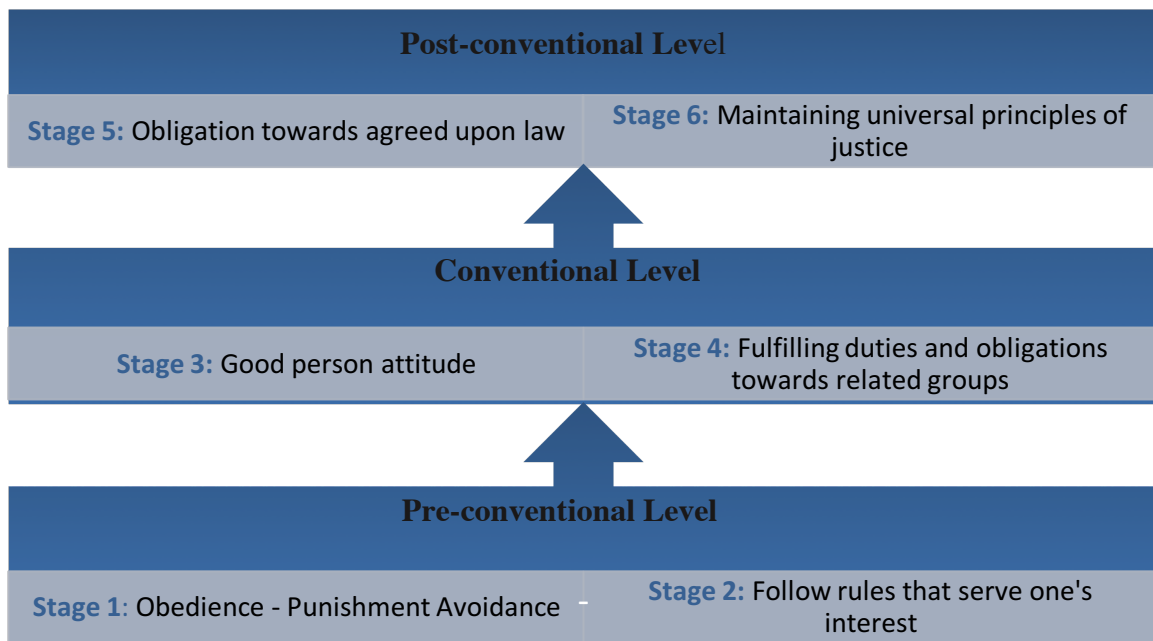 Post-conventional Level
Stage 5: Obligation towards agreed upon law
Stage 6: Maintaining universal principles of
justice
Conventional Level
Stage 3: Good person attitude
Stage 4: Fulfilling duties and obligations
towards related groups
Pre-conventional Level
Stage 1: Obedience - Punishment Avoidance
-
Stage 2: Follow rules that serve one's
interest